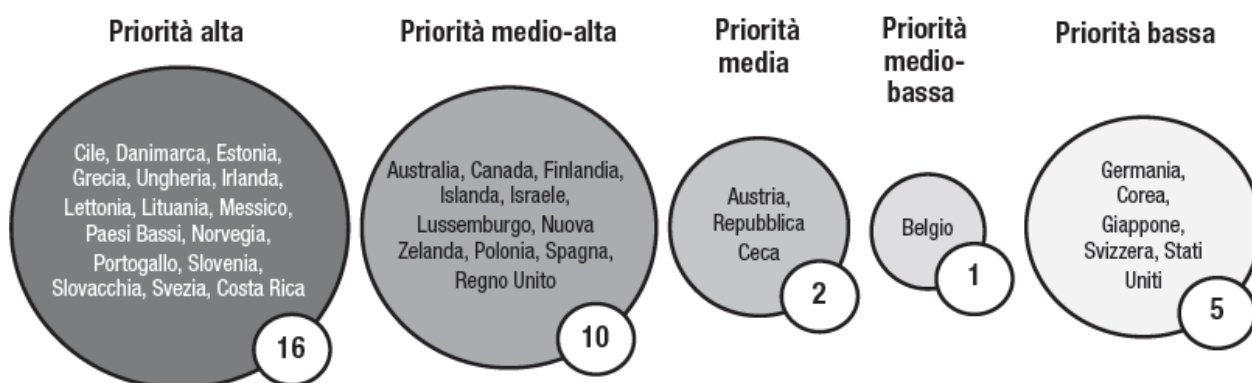 Priorità alta
Cile, Danimarca, Estonia,
Grecia, Ungheria, Irlanda,
Lettonia, Lituania, Messico,
Paesi Bassi, Norvegia,
Portogallo, Slovenia,
Slovacchia, Svezia, Costa Rica
16
Priorità medio-alta
Australia, Canada, Finlandia,
Islanda, Israele,
Lussemburgo, Nuova
Zelanda, Polonia, Spagna,
Regno Unito
10
Priorità
media
Austria,
Repubblica
Ceca
2
Priorità
medio-
bassa
Belgio
1
Priorità bassa
Germania,
Corea,
Giappone,
Svizzera, Stati
Uniti
5